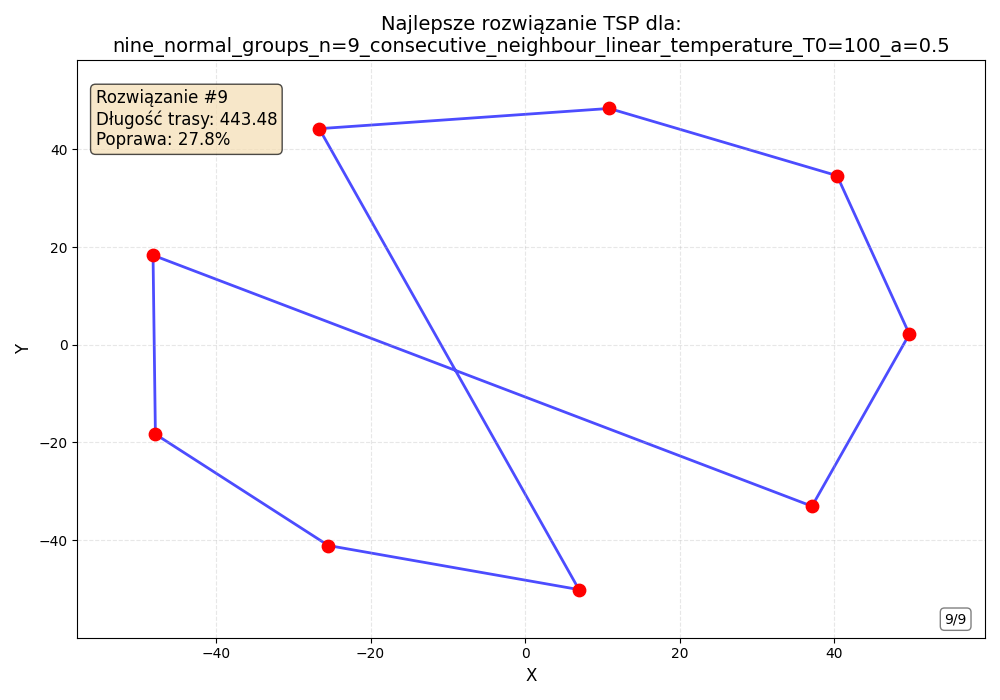 Najlepsze rozwiązanie TSP dla:
nine_normal_groups_n=9_consecutive_neighbour_linear_temperature_T0=100_a=0.5
Rozwiązanie #9
Długość trasy: 443.48
Poprawa: 27.8%
40
20
0
−20
−40
Y
9/9
−40
−20
0
20
40
X